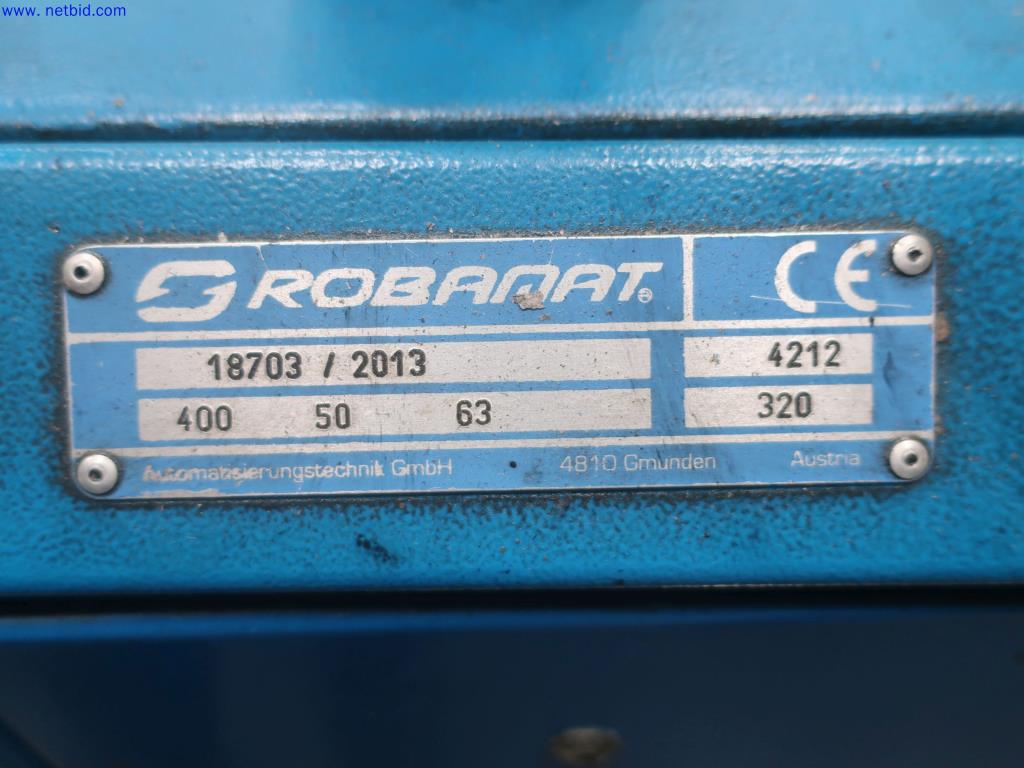 www.netbid.com
ROBAMAT ® CE
18703 / 2013 4212
400 50 63 320
Automatisierungstechnik GmbH 4810 Gmunden Austria